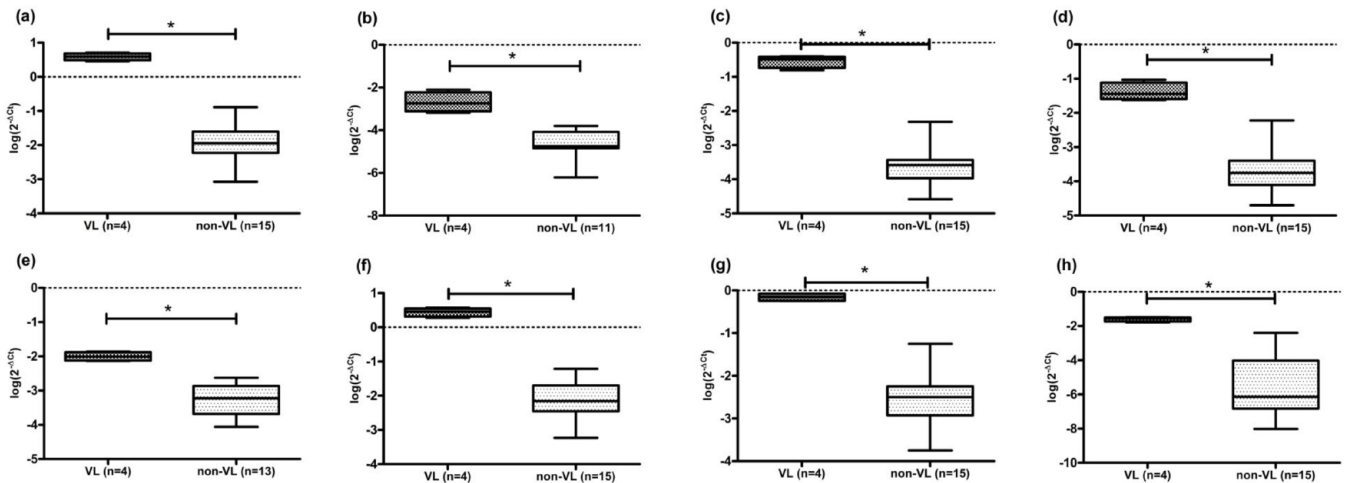 (a)
*
log(2^-ΔCt)
1
0
-1
-2
-3
-4
VL (n=4)
non-VL (n=15)
(b)
*
log(2^-ΔCt)
0
-2
-4
-6
-8
VL (n=4)
non-VL (n=11)
(c)
*
log(2^-ΔCt)
0
-1
-2
-3
-4
-5
VL (n=4)
non-VL (n=15)
(d)
*
log(2^-ΔCt)
0
-1
-2
-3
-4
-5
VL (n=4)
non-VL (n=15)
(e)
*
log(2^-ΔCt)
0
-1
-2
-3
-4
-5
VL (n=4)
non-VL (n=13)
(f)
*
log(2^-ΔCt)
1
0
-1
-2
-3
-4
VL (n=4)
non-VL (n=15)
(g)
*
log(2^-ΔCt)
0
-1
-2
-3
-4
VL (n=4)
non-VL (n=15)
(h)
*
log(2^-ΔCt)
0
-2
-4
-6
-8
-10
VL (n=4)
non-VL (n=15)